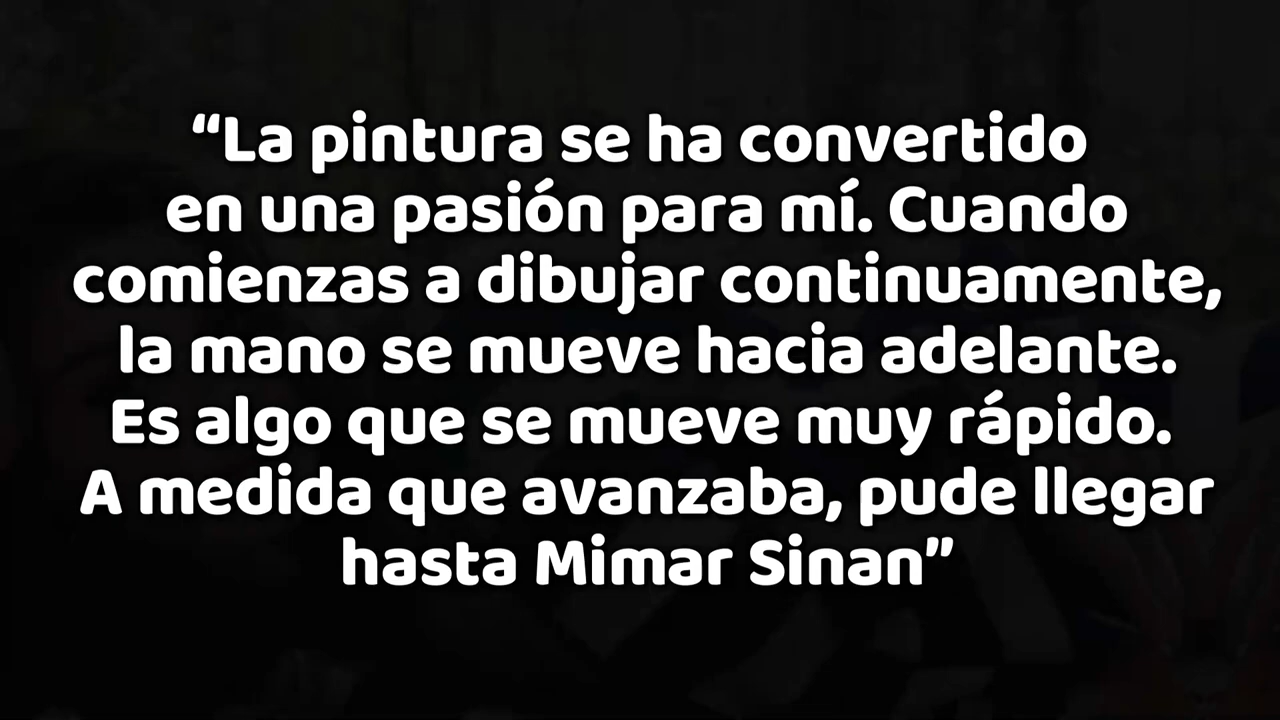 “La pintura se ha convertido
en una pasión para mí. Cuando
comienzas a dibujar continuamente,
la mano se mueve hacia adelante.
Es algo que se mueve muy rápido.
A medida que avanzaba, pude llegar
hasta Mimar Sinan”